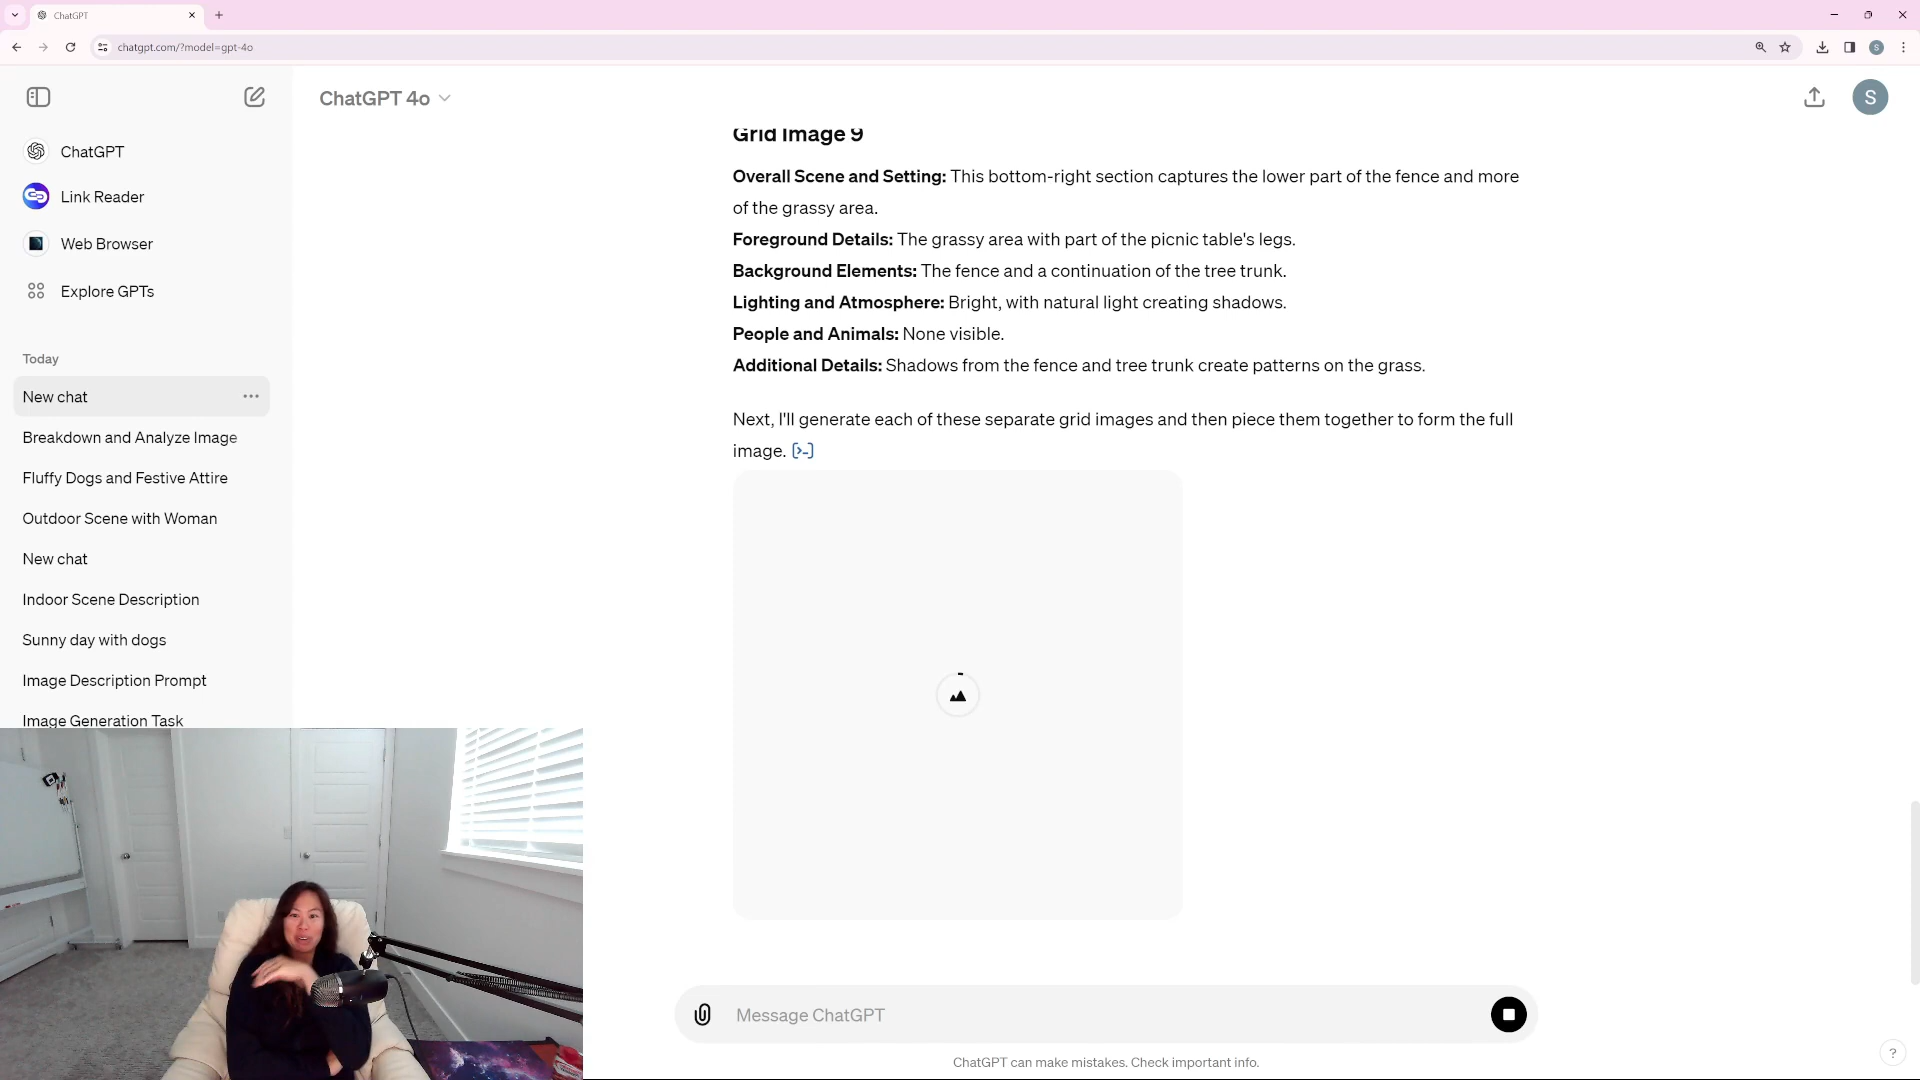 ChatGPT
chatgpt.com/?model=gpt-4o
S
ChatGPT 4o
S
ChatGPT
Link Reader
Web Browser
Explore GPTs
Today
New chat
Breakdown and Analyze Image
Fluffy Dogs and Festive Attire
Outdoor Scene with Woman
New chat
Indoor Scene Description
Sunny day with dogs
Image Description Prompt
Image Generation Task
Grid Image 9
Overall Scene and Setting: This bottom-right section captures the lower part of the fence and more
of the grassy area.
Foreground Details: The grassy area with part of the picnic table's legs.
Background Elements: The fence and a continuation of the tree trunk.
Lighting and Atmosphere: Bright, with natural light creating shadows.
People and Animals: None visible.
Additional Details: Shadows from the fence and tree trunk create patterns on the grass.
Next, I'll generate each of these separate grid images and then piece them together to form the full
image. [>-]
Message ChatGPT
ChatGPT can make mistakes. Check important info.
?